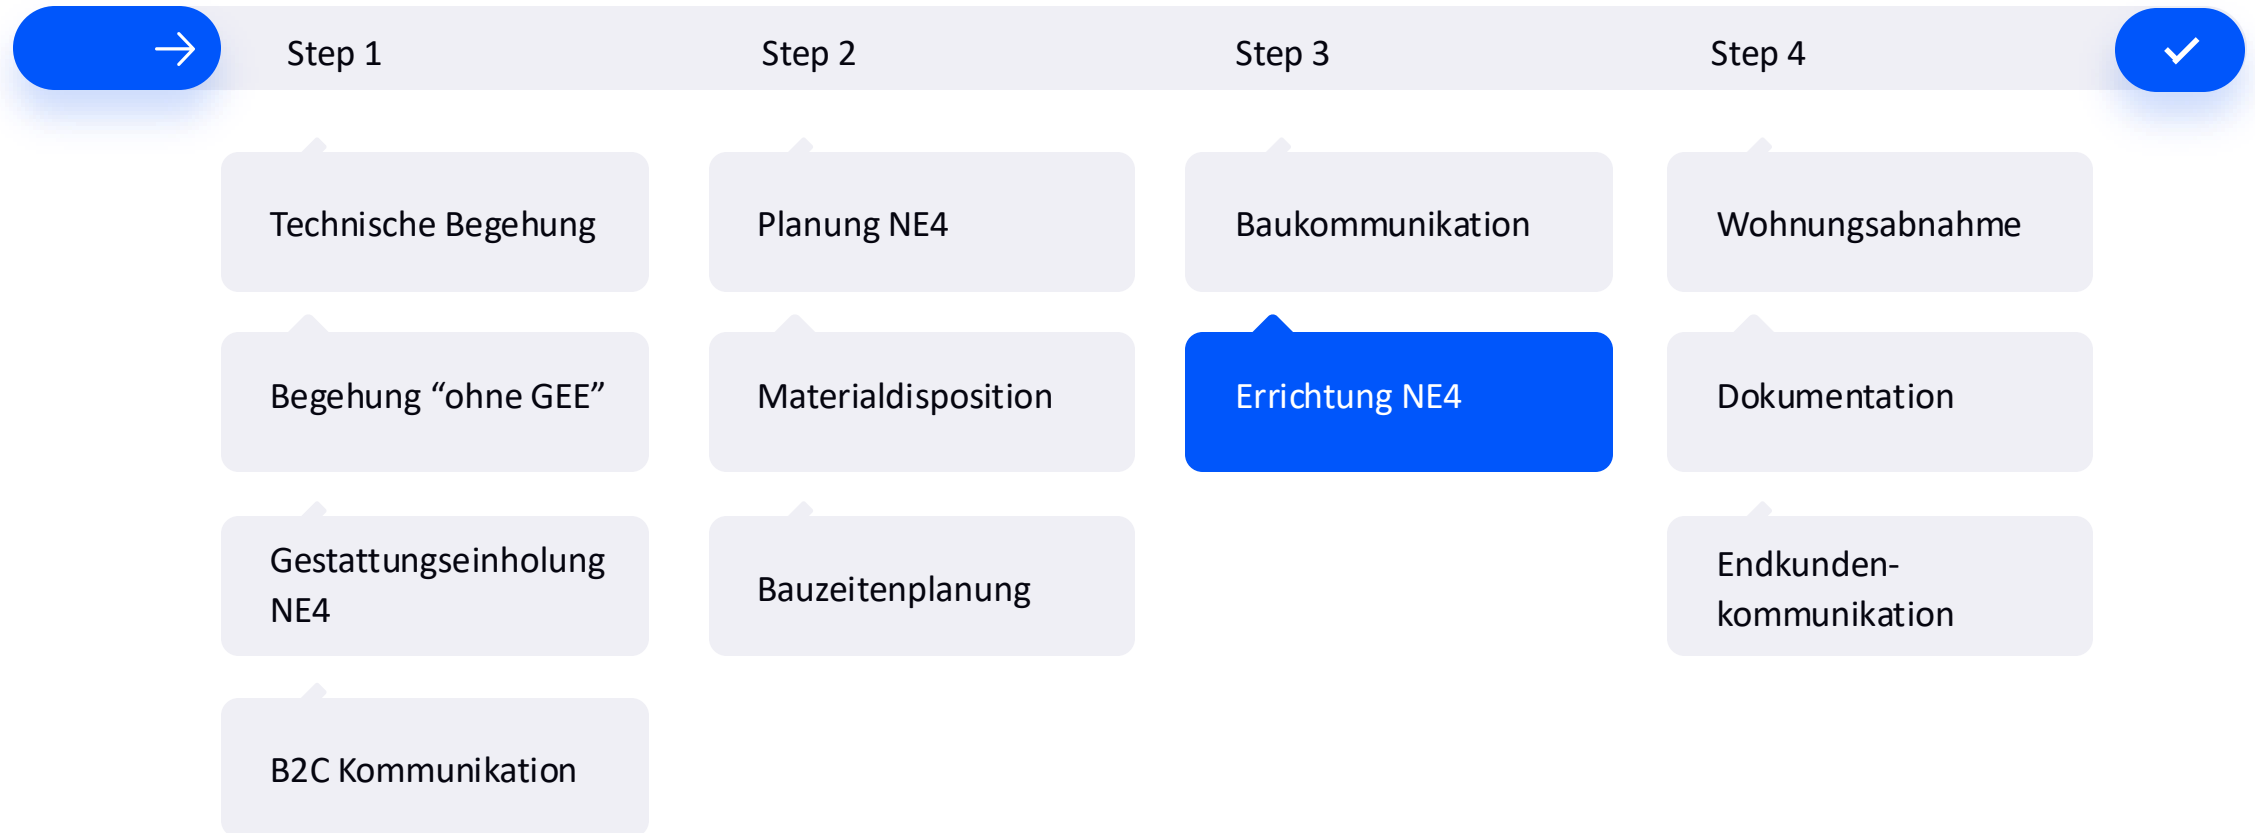 Step 1
Step 2
Step 3
Step 4
Technische Begehung
Begehung “ohne GEE”
Gestattungseinholung
NE4
B2C Kommunikation
Planung NE4
Materialdisposition
Bauzeitenplanung
Baukommunikation
Errichtung NE4
Wohnungsabnahme
Dokumentation
Endkunden-
kommunikation